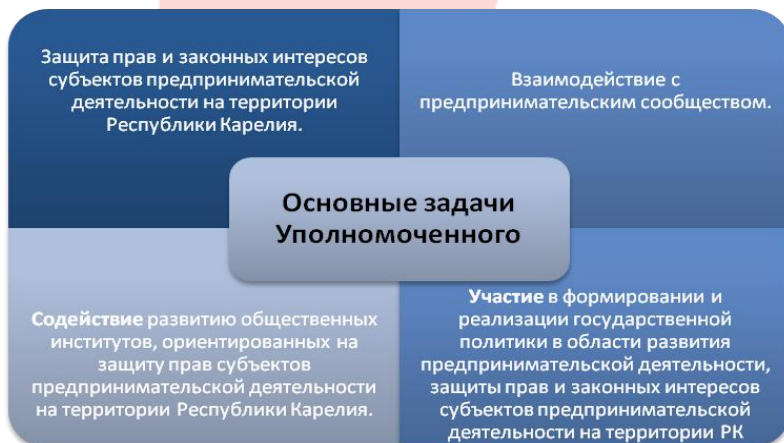 Защита прав и законных интересов
субъектов предпринимательской
деятельности на территории
Республики Карелия.
Взаимодействие с
предпринимательским сообществом.
Основные задачи
Уполномоченного
Содействие развитию общественных
институтов, ориентированных на
защиту прав субъектов
предпринимательской деятельности
на территории Республики Карелия.
Участие в формировании и
реализации государственной
политики в области развития
предпринимательской деятельности,
защиты прав и законных интересов
субъектов предпринимательской
деятельности на территории РК